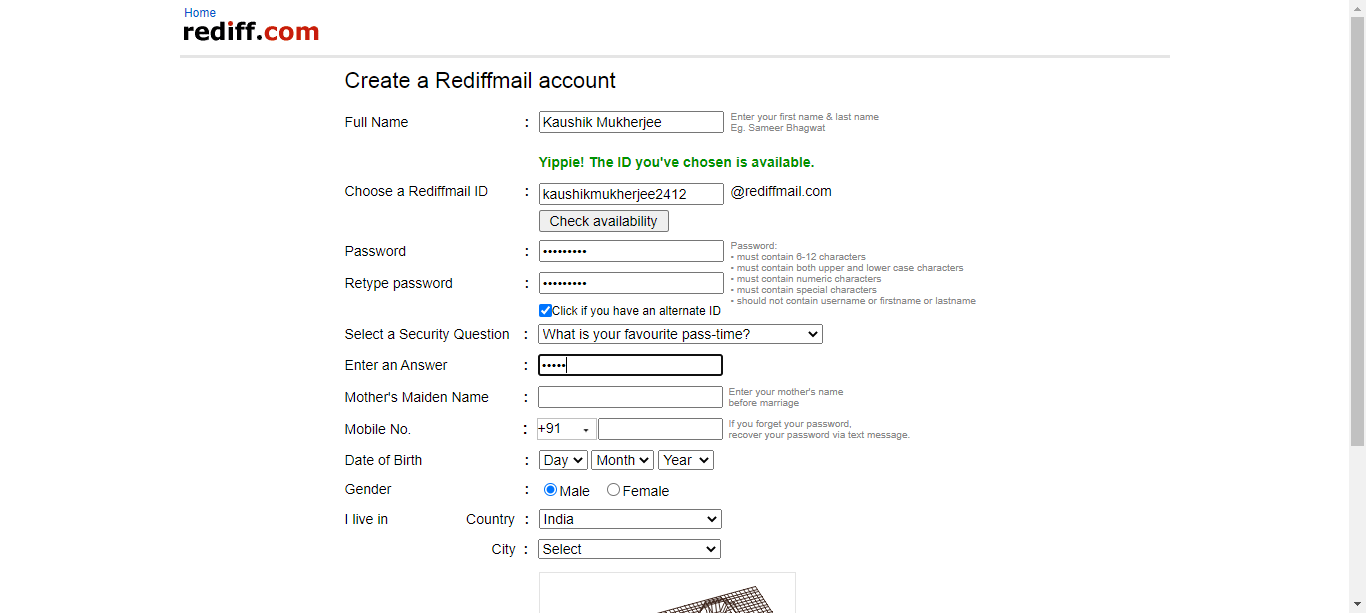 Home
rediff.com
Create a Rediffmail account
Full Name : Kaushik Mukherjee Enter your first name & last name
Eg. Sameer Bhagwat
Yippie! The ID you've chosen is available.
Choose a Rediffmail ID : kaushikmukherjee2412 @rediffmail.com
Check availability
Password : •••••••••
Password:
• must contain 6-12 characters
• must contain both upper and lower case characters
• must contain numeric characters
• must contain special characters
• should not contain username or firstname or lastname
Retype password : •••••••••
Click if you have an alternate ID
Select a Security Question : What is your favourite pass-time?
Enter an Answer : •••••
Mother's Maiden Name : Enter your mother's name
before marriage
Mobile No. : +91 If you forget your password,
recover your password via text message.
Date of Birth : Day Month Year
Gender : Male Female
I live in Country : India
City : Select